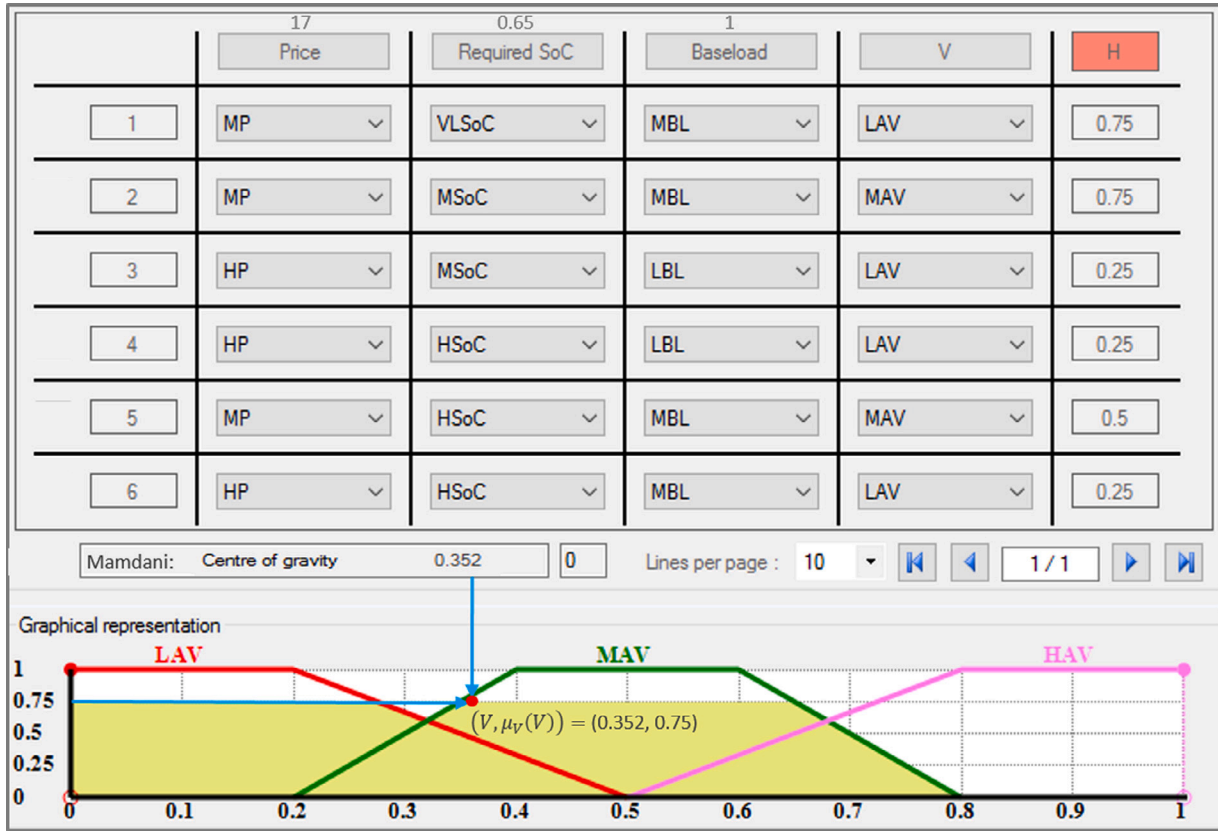 17 0.65 1
Price Required SoC Baseload V H
1 MP VLSoC MBL LAV 0.75
2 MP MSoC MBL MAV 0.75
3 HP MSoC LBL LAV 0.25
4 HP HSoC LBL LAV 0.25
5 MP HSoC MBL MAV 0.5
6 HP HSoC MBL LAV 0.25
Mamdani: Centre of gravity 0.352 0 Lines per page : 10 1 / 1
Graphical representation
LAV MAV HAV
1
0.75
(V, μ_V(V)) = (0.352, 0.75)
0.5
0.25
0
0 0.1 0.2 0.3 0.4 0.5 0.6 0.7 0.8 0.9 1